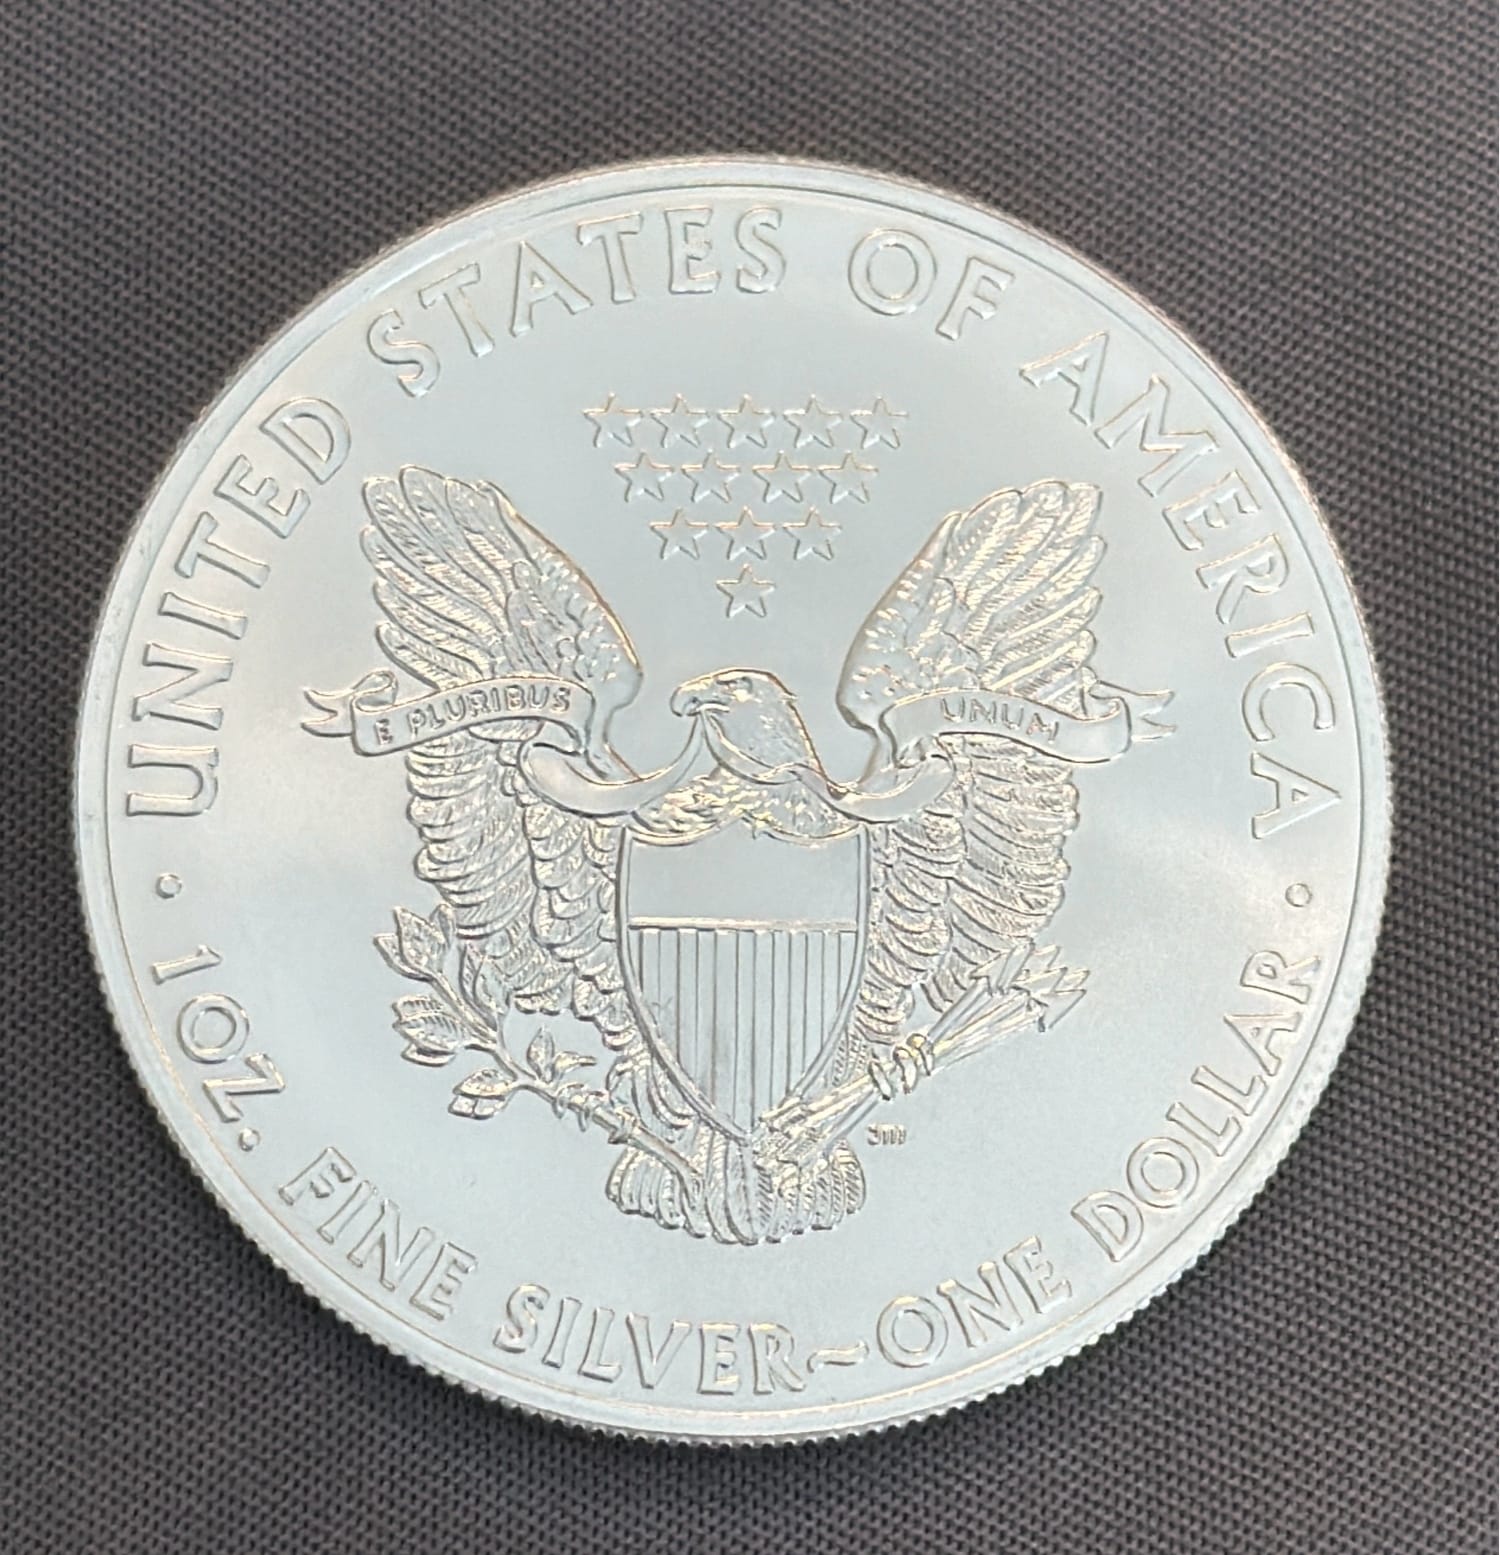 UNITED STATES OF AMERICA
E PLURIBUS UNUM
JM
· 1 OZ. FINE SILVER~ONE DOLLAR ·